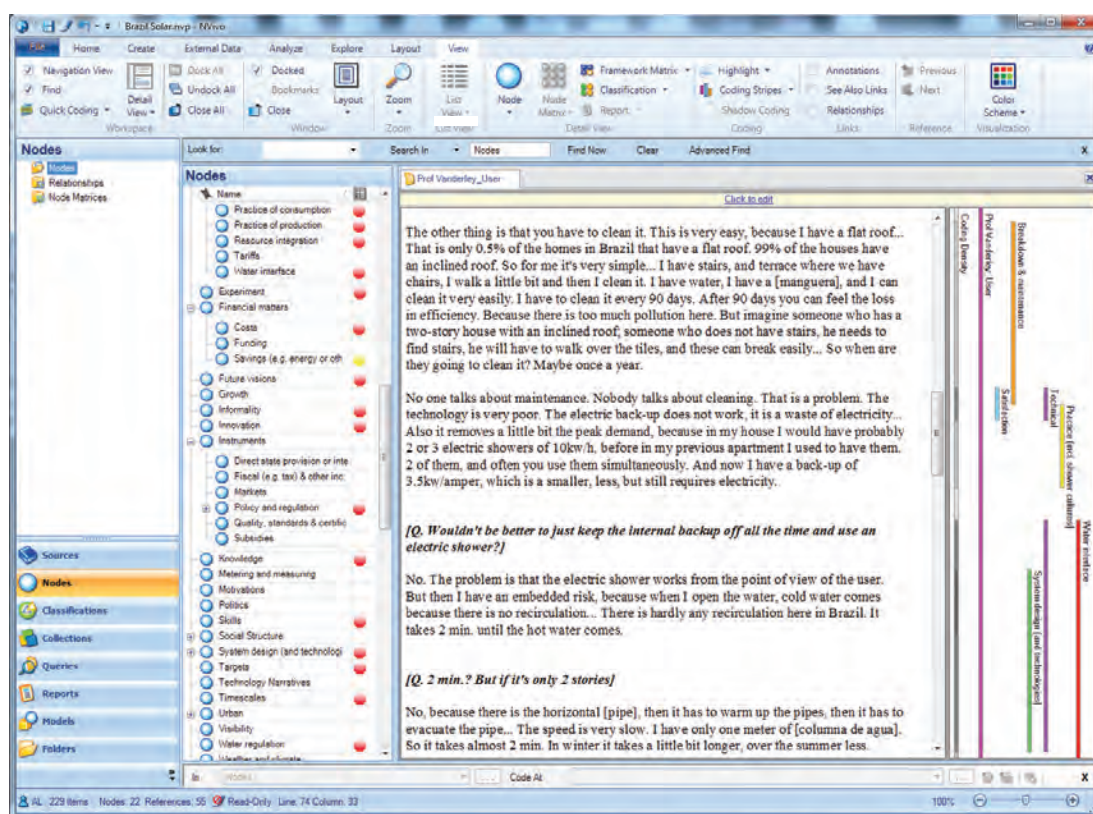 Brazil Solar.nvp - NVivo
File Home Create External Data Analyze Explore Layout View
Navigation View
Find
Quick Coding
Detail View
Workspace
Dock All
Undock All
Close All
Docked
Bookmarks
Close
Layout
Window
Zoom
Zoom
List View
List View
Node
Node Matrix
Framework Matrix
Classification
Report
Detail View
Highlight
Coding Stripes
Shadow Coding
Coding
Annotations
See Also Links
Relationships
Links
Previous
Next
Reference
Color Scheme
Visualization
Nodes
Look for: Search In Nodes Find Now Clear Advanced Find X
Nodes
Relationships
Node Matrices
Sources
Nodes
Classifications
Collections
Queries
Reports
Models
Folders
Nodes
Name
Practice of consumption
Practice of production
Resource integration
Tariffs
Water interface
Experiment
Financial matters
Costs
Funding
Savings (e.g. energy or oth
Future visions
Growth
Informality
Innovation
Instruments
Direct state provision or inte
Fiscal (e.g. tax) & other inc
Markets
Policy and regulation
Quality, standards & certific
Subsidies
Knowledge
Metering and measuring
Motivations
Politics
Skills
Social Structure
System design (and technologi
Targets
Technology Narratives
Timescales
Urban
Visibility
Water regulation
Weather and climate
Prof Vanderley_User
Click to edit
The other thing is that you have to clean it. This is very easy, because I have a flat roof...
That is only 0.5% of the homes in Brazil that have a flat roof. 99% of the houses have
an inclined roof. So for me it's very simple... I have stairs, and terrace where we have
chairs, I walk a little bit and then I clean it. I have water, I have a [manguera], and I can
clean it very easily. I have to clean it every 90 days. After 90 days you can feel the loss
in efficiency. Because there is too much pollution here. But imagine someone who has a
two-story house with an inclined roof, someone who does not have stairs, he needs to
find stairs, he will have to walk over the tiles, and these can break easily... So when are
they going to clean it? Maybe once a year.
No one talks about maintenance. Nobody talks about cleaning. That is a problem. The
technology is very poor. The electric back-up does not work, it is a waste of electricity...
Also it removes a little bit the peak demand, because in my house I would have probably
2 or 3 electric showers of 10kw/h, before in my previous apartment I used to have them.
2 of them, and often you use them simultaneously. And now I have a back-up of
3.5kw/amper, which is a smaller, less, but still requires electricity.
[Q. Wouldn't be better to just keep the internal backup off all the time and use an
electric shower?]
No. The problem is that the electric shower works from the point of view of the user.
But then I have an embedded risk, because when I open the water, cold water comes
because there is no recirculation... There is hardly any recirculation here in Brazil. It
takes 2 min. until the hot water comes.
[Q. 2 min.? But if it's only 2 stories]
No, because there is the horizontal [pipe], then it has to warm up the pipes, then it has to
evacuate the pipe... The speed is very slow. I have only one meter of [columna de agua].
So it takes almost 2 min. In winter it takes a little bit longer, over the summer less.
Coding Density
Prof Vanderley_User
Breakdown & maintenance
Satisfaction
System design (and technologies)
Technical
Practice (incl. shower cultures)
Water interface
In Nodes Code At X
AL 229 Items Nodes: 22 References: 55 Read-Only Line: 74 Column: 33 100%